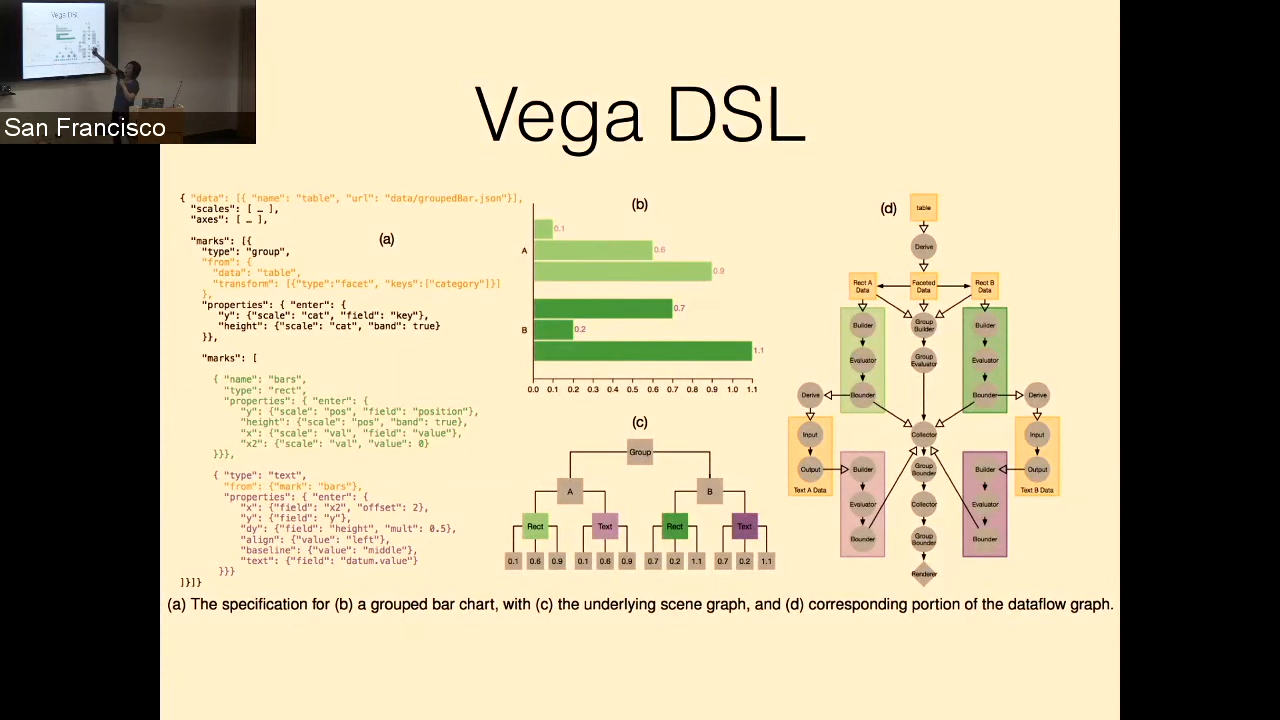 Vega DSL
San Francisco
Vega DSL
{ "data": [{ "name": "table", "url": "data/groupedBar.json"}],
"scales": [ … ],
"axes": [ … ],
"marks": [{
"type": "group",
"from": {
"data": "table",
"transform": [{"type":"facet", "keys":["category"]}]
},
"properties": { "enter": {
"y": {"scale": "cat", "field": "key"},
"height": {"scale": "cat", "band": true}
}},
"marks": [
{ "name": "bars",
"type": "rect",
"properties": { "enter": {
"y": {"scale": "pos", "field": "position"},
"height": {"scale": "pos", "band": true},
"x": {"scale": "val", "field": "value"},
"x2": {"scale": "val", "value": 0}
}}},
{ "type": "text",
"from": {"mark": "bars"},
"properties": { "enter": {
"x": {"field": "x2", "offset": 2},
"y": {"field": "y"},
"dy": {"field": "height", "mult": 0.5},
"align": {"value": "left"},
"baseline": {"value": "middle"},
"text": {"field": "datum.value"}
}}}
]}]}
(a)
(b)
0.1
A
0.6
0.9
0.7
B
0.2
1.1
0.0 0.1 0.2 0.3 0.4 0.5 0.6 0.7 0.8 0.9 1.0 1.1
(c)
Group
A B
Rect Text Rect Text
0.1 0.6 0.9 0.1 0.6 0.9 0.7 0.2 1.1 0.7 0.2 1.1
(d)
table
Derive
Rect A
Data
Faceted
Data
Rect B
Data
Builder
Group
Builder
Builder
Evaluator
Group
Evaluator
Evaluator
Derive
Bounder
Bounder
Derive
Input
Collector
Input
Output
Builder
Group
Bounder
Builder
Output
Text A Data
Text B Data
Evaluator
Collector
Evaluator
Bounder
Group
Bounder
Bounder
Renderer
(a) The specification for (b) a grouped bar chart, with (c) the underlying scene graph, and (d) corresponding portion of the dataflow graph.